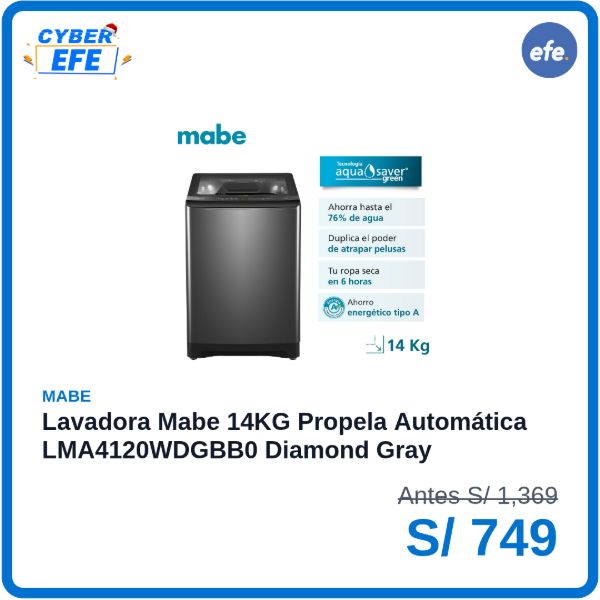 CYBER
EFE
efe.
mabe
Tecnología
aqua saver®
green
Ahorra hasta el
76% de agua
Duplica el poder
de atrapar pelusas
Tu ropa seca
en 6 horas
Ahorro
energético tipo A
14 Kg
MABE
Lavadora Mabe 14KG Propela Automática
LMA4120WDGBB0 Diamond Gray
Antes S/ 1,369
S/ 749